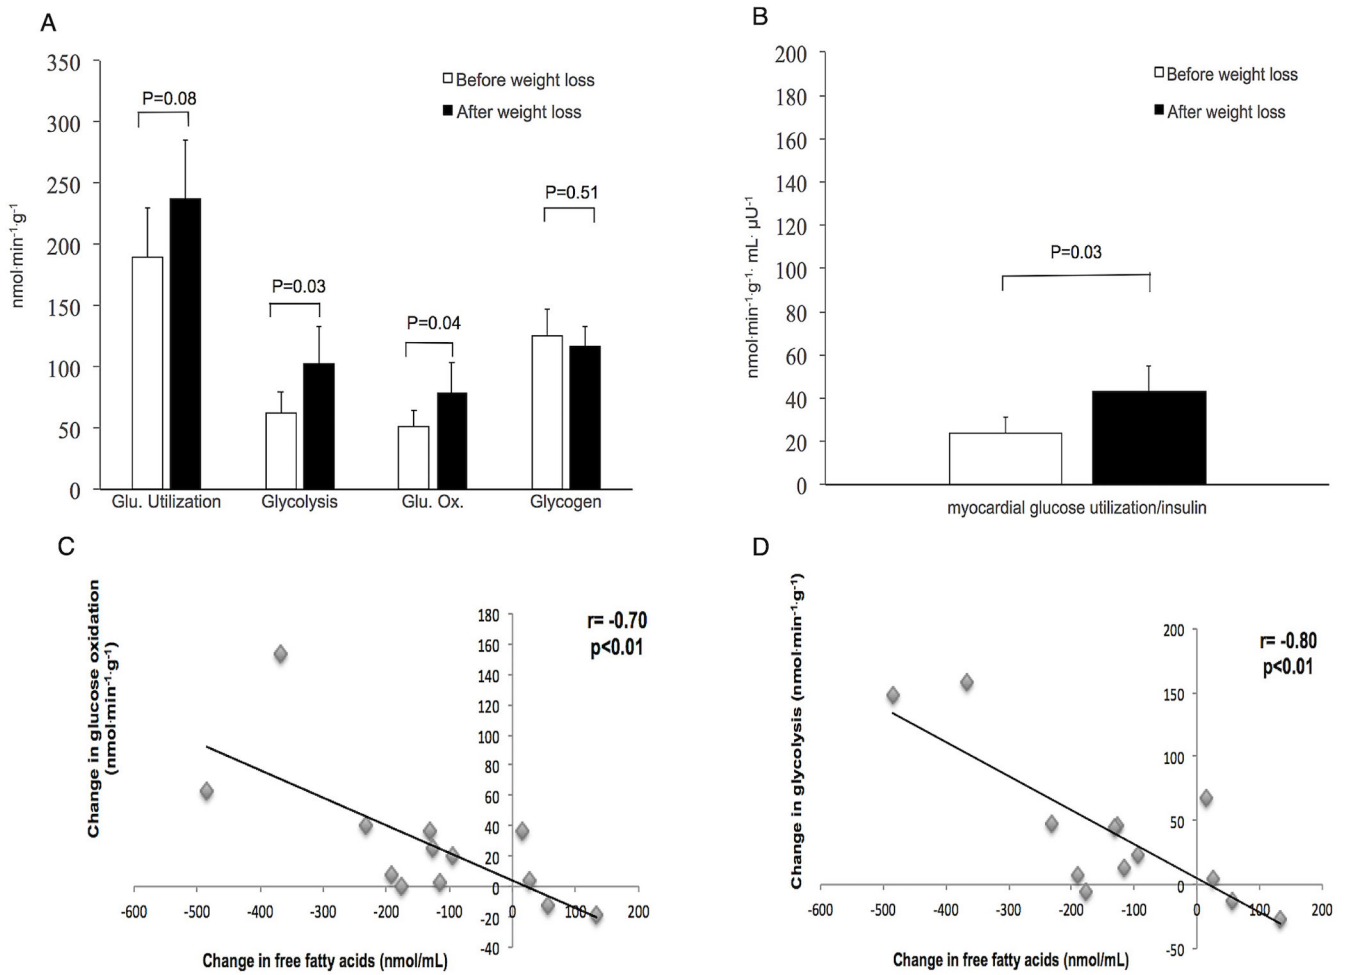 A
350
300
250
200
150
100
50
0
nmol·min⁻¹·g⁻¹
Before weight loss
After weight loss
P=0.08
P=0.03
P=0.04
P=0.51
Glu. Utilization
Glycolysis
Glu. Ox.
Glycogen
B
200
180
160
140
120
100
80
60
40
20
0
nmol·min⁻¹·g⁻¹· mL· µU⁻¹
Before weight loss
After weight loss
P=0.03
myocardial glucose utilization/insulin
C
Change in glucose oxidation
(nmol·min⁻¹·g⁻¹)
180
160
140
120
100
80
60
40
20
0
-20
-40
r= -0.70
p<0.01
-600 -500 -400 -300 -200 -100 0 100 200
Change in free fatty acids (nmol/mL)
D
Change in glycolysis (nmol·min⁻¹·g⁻¹)
200
150
100
50
0
-50
r= -0.80
p<0.01
-600 -500 -400 -300 -200 -100 0 100 200
Change in free fatty acids (nmol/mL)